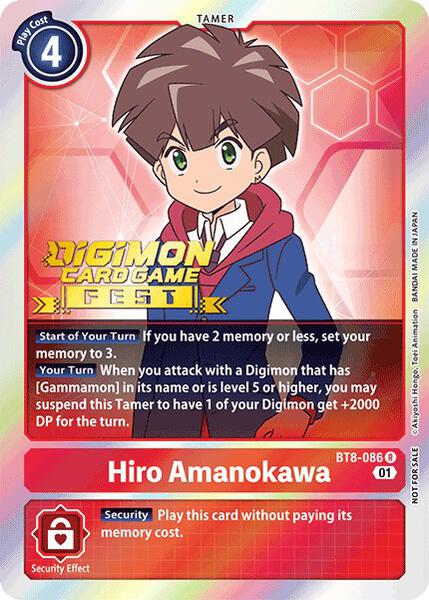 TAMER
Play Cost
4
DIGIMON
CARD GAME
FEST
Start of Your Turn If you have 2 memory or less, set your
memory to 3.
Your Turn When you attack with a Digimon that has
[Gammamon] in its name or is level 5 or higher, you may
suspend this Tamer to have 1 of your Digimon get +2000
DP for the turn.
©Akiyoshi Hongo, Toei Animation BANDAI MADE IN JAPAN
NOT FOR SALE
BT8-086 R
Hiro Amanokawa
01
Security Play this card without paying its
memory cost.
Security Effect